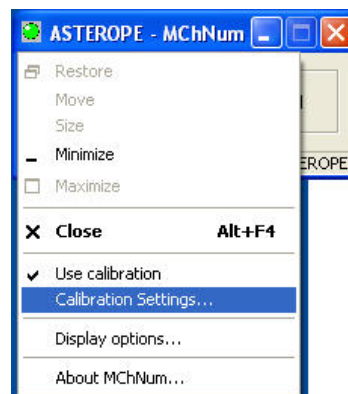 ASTEROPE - MChNum
Restore
Move
Size
Minimize
EROPE
Maximize
Close Alt+F4
Use calibration
Calibration Settings...
Display options...
About MChNum...